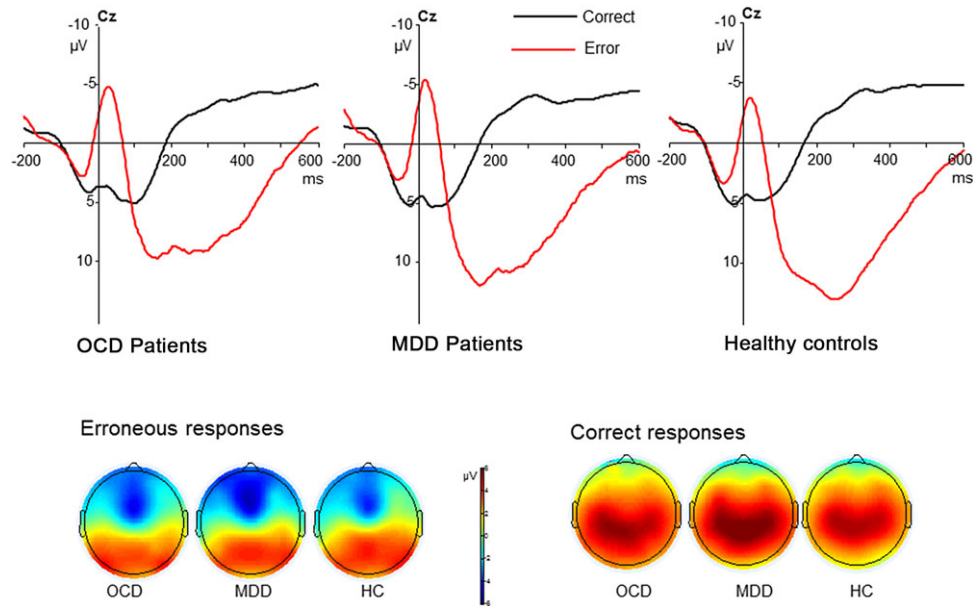 Cz
-10
µV
-5
-200
200
400
600
ms
5
10
OCD Patients
Cz
-10
µV
-5
-200
200
400
600
ms
5
10
MDD Patients
Correct
Error
Cz
-10
µV
-5
-200
200
400
600
ms
5
10
Healthy controls
Erroneous responses
OCD
MDD
HC
µV
Correct responses
OCD
MDD
HC